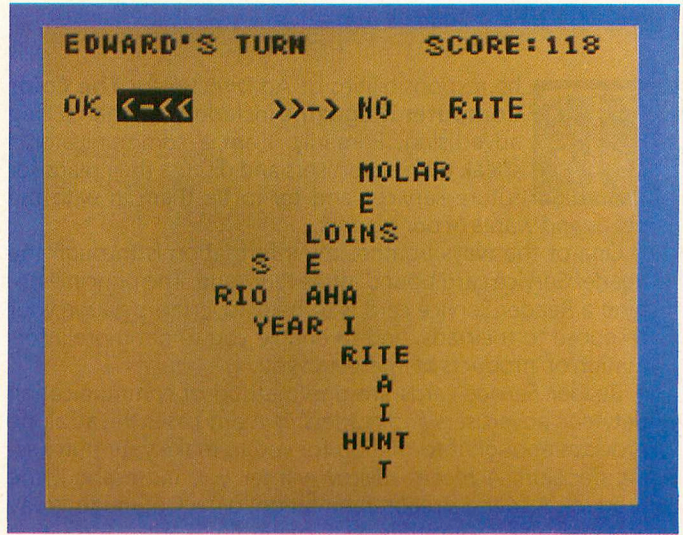 EDWARD'S TURN SCORE:118
OK <-<< >>-> NO RITE
MOLAR
E
LOINS
S E
RIO AHA
YEAR I
RITE
A
I
HUNT
T